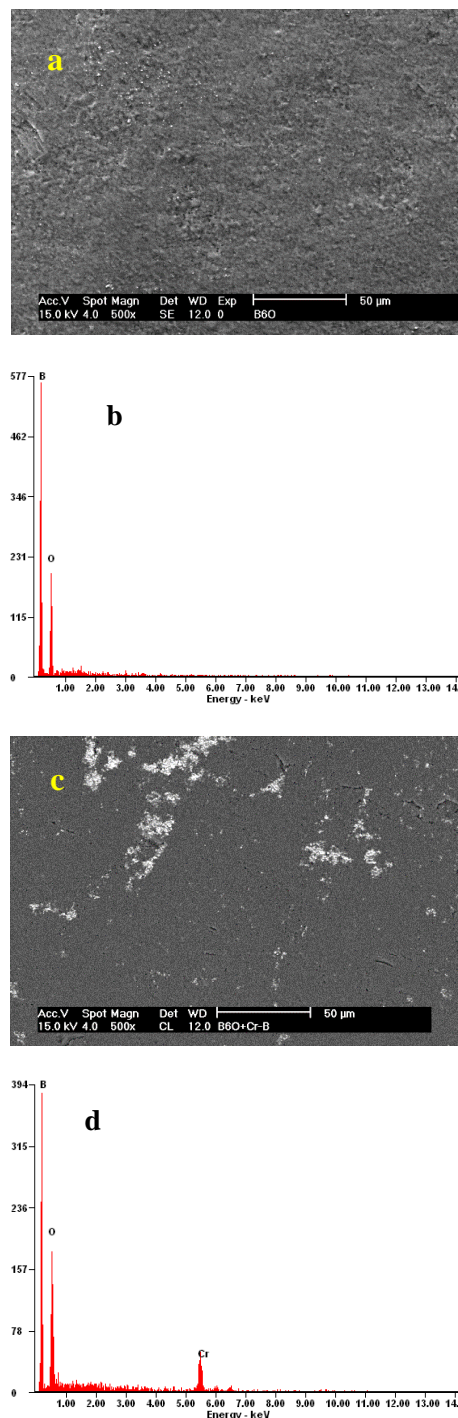 a
Acc.V Spot Magn Det WD Exp 50 µm
15.0 kV 4.0 500x SE 12.0 0 B6O
577
B
b
462
346
231
O
115
0
1.00 2.00 3.00 4.00 5.00 6.00 7.00 8.00 9.00 10.00 11.00 12.00 13.00 14.
Energy - keV
c
Acc.V Spot Magn Det WD 50 µm
15.0 kV 4.0 500x CL 12.0 B6O+Cr-B
394
B
d
315
236
O
157
78
Cr
0
1.00 2.00 3.00 4.00 5.00 6.00 7.00 8.00 9.00 10.00 11.00 12.00 13.00 14.0
Energy - keV